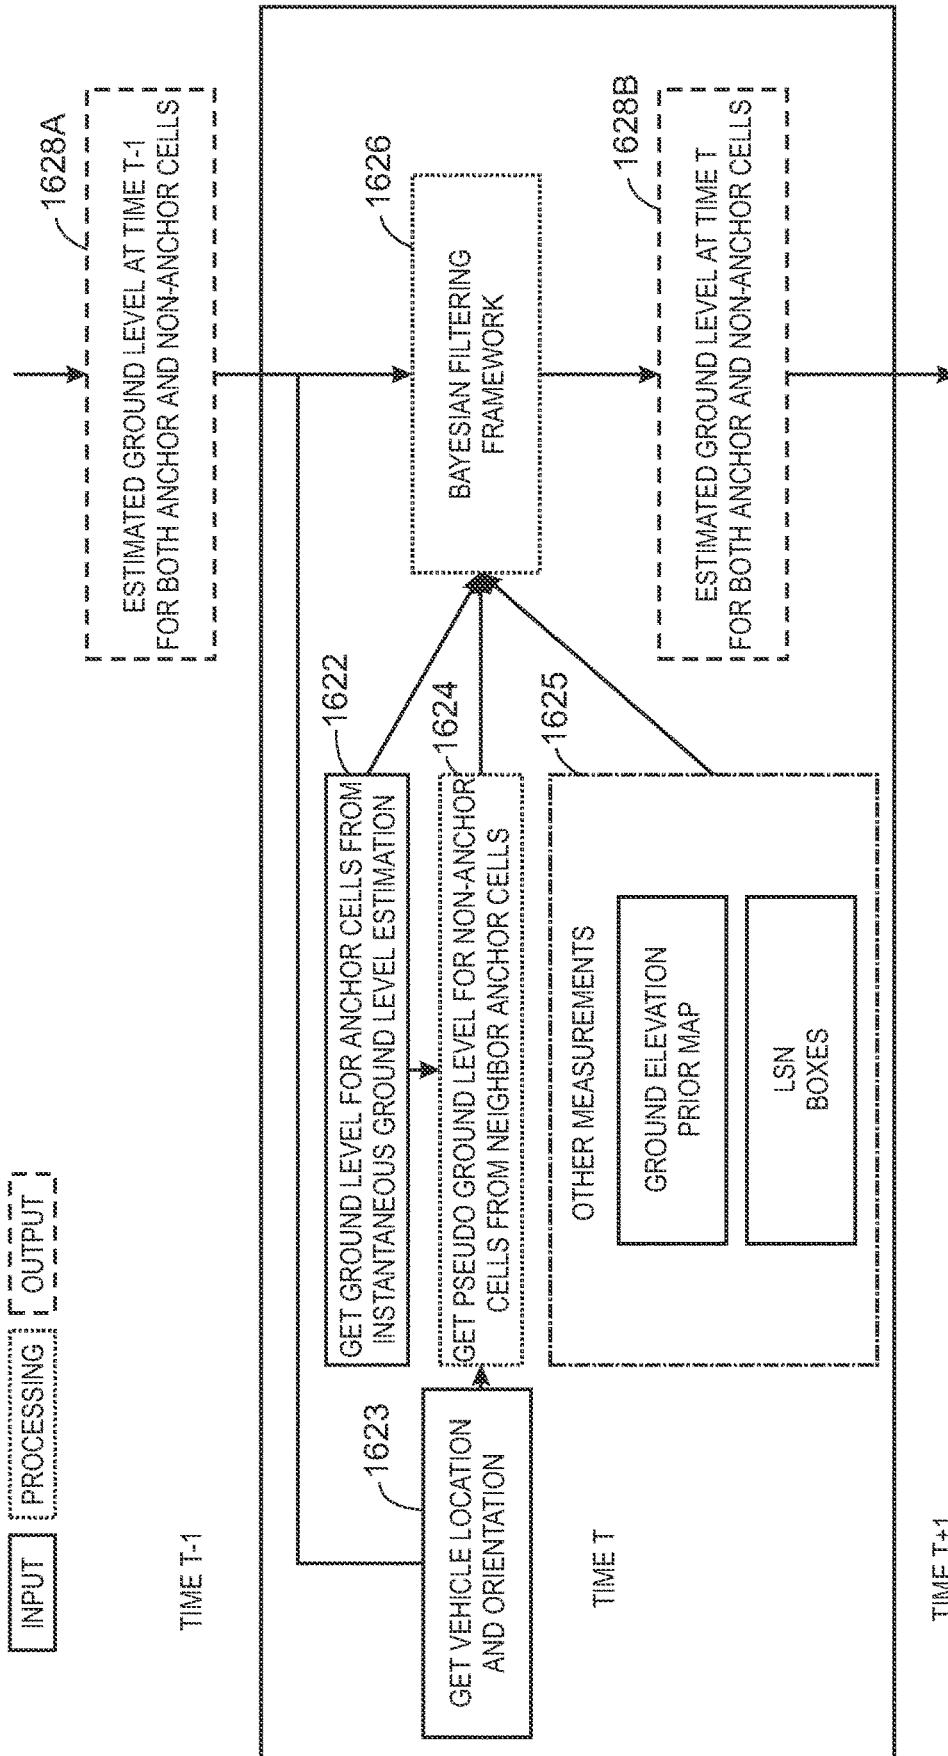 INPUT
PROCESSING
OUTPUT
TIME T-1
1628A
ESTIMATED GROUND LEVEL AT TIME T-1
FOR BOTH ANCHOR AND NON-ANCHOR CELLS
1623
GET VEHICLE LOCATION
AND ORIENTATION
TIME T
1622
GET GROUND LEVEL FOR ANCHOR CELLS FROM
INSTANTANEOUS GROUND LEVEL ESTIMATION
1624
GET PSEUDO GROUND LEVEL FOR NON-ANCHOR
CELLS FROM NEIGHBOR ANCHOR CELLS
1625
OTHER MEASUREMENTS
GROUND ELEVATION
PRIOR MAP
LSN
BOXES
1626
BAYESIAN FILTERING
FRAMEWORK
1628B
ESTIMATED GROUND LEVEL AT TIME T
FOR BOTH ANCHOR AND NON-ANCHOR CELLS
TIME T+1